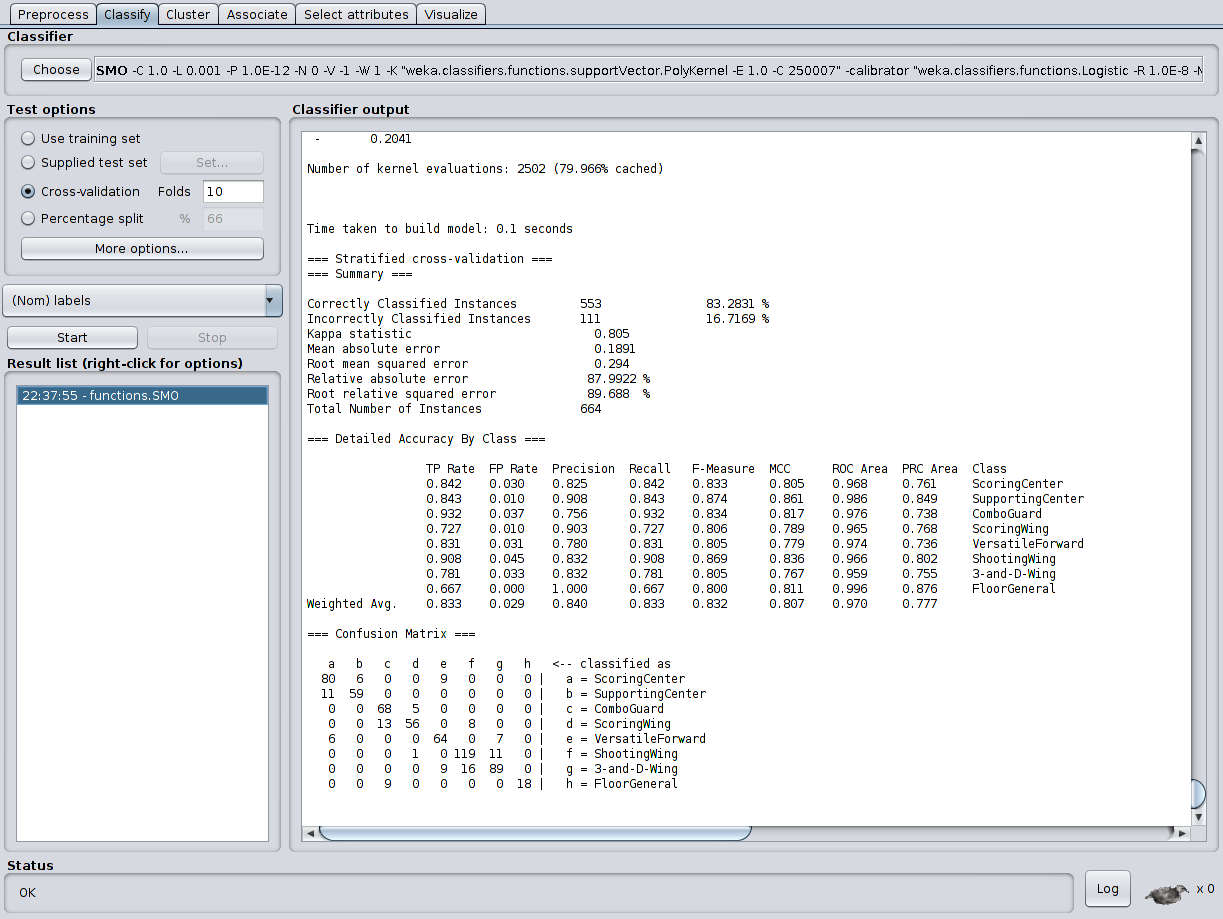 Preprocess Classify Cluster Associate Select attributes Visualize
Classifier
Choose SMO -C 1.0 -L 0.001 -P 1.0E-12 -N 0 -V -1 -W 1 -K "weka.classifiers.functions.supportVector.PolyKernel -E 1.0 -C 250007" -calibrator "weka.classifiers.functions.Logistic -R 1.0E-8 -M
Test options
Use training set
Supplied test set Set...
Cross-validation Folds 10
Percentage split % 66
More options...
(Nom) labels
Start Stop
Result list (right-click for options)
22:37:55 - functions.SMO
Classifier output
- 0.2041
Number of kernel evaluations: 2502 (79.966% cached)
Time taken to build model: 0.1 seconds
=== Stratified cross-validation ===
=== Summary ===
Correctly Classified Instances 553 83.2831 %
Incorrectly Classified Instances 111 16.7169 %
Kappa statistic 0.805
Mean absolute error 0.1891
Root mean squared error 0.294
Relative absolute error 87.9922 %
Root relative squared error 89.688 %
Total Number of Instances 664
=== Detailed Accuracy By Class ===
TP Rate FP Rate Precision Recall F-Measure MCC ROC Area PRC Area Class
0.842 0.030 0.825 0.842 0.833 0.805 0.968 0.761 ScoringCenter
0.843 0.010 0.908 0.843 0.874 0.861 0.986 0.849 SupportingCenter
0.932 0.037 0.756 0.932 0.834 0.817 0.976 0.738 ComboGuard
0.727 0.010 0.903 0.727 0.806 0.789 0.965 0.768 ScoringWing
0.831 0.031 0.780 0.831 0.805 0.779 0.974 0.736 VersatileForward
0.908 0.045 0.832 0.908 0.869 0.836 0.966 0.802 ShootingWing
0.781 0.033 0.832 0.781 0.805 0.767 0.959 0.755 3-and-D-Wing
0.667 0.000 1.000 0.667 0.800 0.811 0.996 0.876 FloorGeneral
Weighted Avg. 0.833 0.029 0.840 0.833 0.832 0.807 0.970 0.777
=== Confusion Matrix ===
a b c d e f g h <-- classified as
80 6 0 0 9 0 0 0 | a = ScoringCenter
11 59 0 0 0 0 0 0 | b = SupportingCenter
0 0 68 5 0 0 0 0 | c = ComboGuard
0 0 13 56 0 8 0 0 | d = ScoringWing
6 0 0 0 64 0 7 0 | e = VersatileForward
0 0 0 1 0 119 11 0 | f = ShootingWing
0 0 0 0 9 16 89 0 | g = 3-and-D-Wing
0 0 9 0 0 0 0 18 | h = FloorGeneral
Status
OK
Log x 0